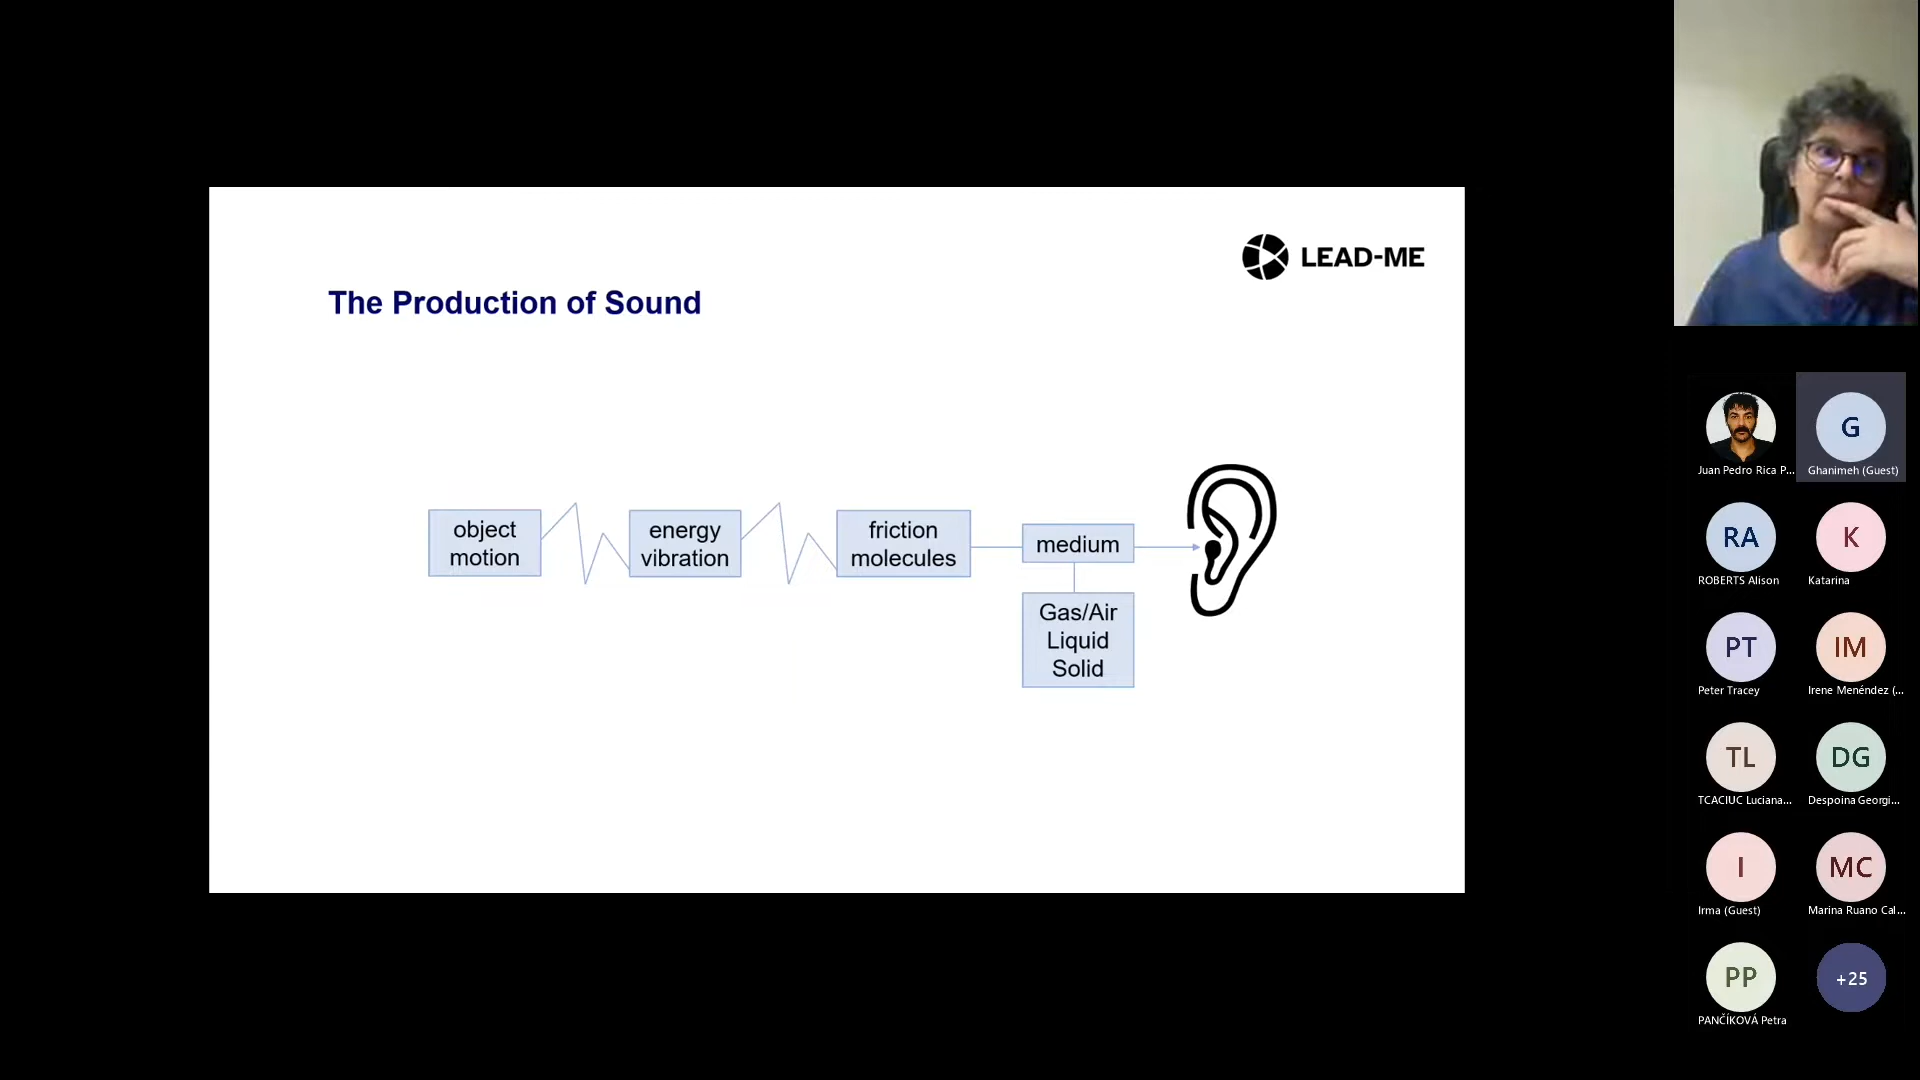 LEAD-ME
The Production of Sound
object
motion
energy
vibration
friction
molecules
medium
Gas/Air
Liquid
Solid
Juan Pedro Rica P...
G
Ghanimeh (Guest)
RA
ROBERTS Alison
K
Katarina
PT
Peter Tracey
IM
Irene Menéndez (...
TL
TCACIUC Luciana...
DG
Despoina Georgi...
I
Irma (Guest)
MC
Marina Ruano Cal...
PP
PANČÍKOVÁ Petra
+25